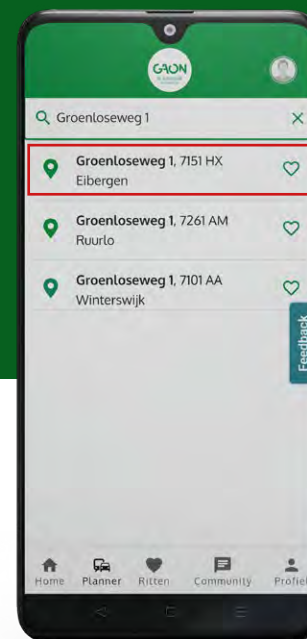 GAON
Groenloseweg 1
Groenloseweg 1, 7151 HX
Eibergen
Groenloseweg 1, 7261 AM
Ruurlo
Groenloseweg 1, 7101 AA
Winterswijk
Feedback
Home Planner Ritten Community Profiel